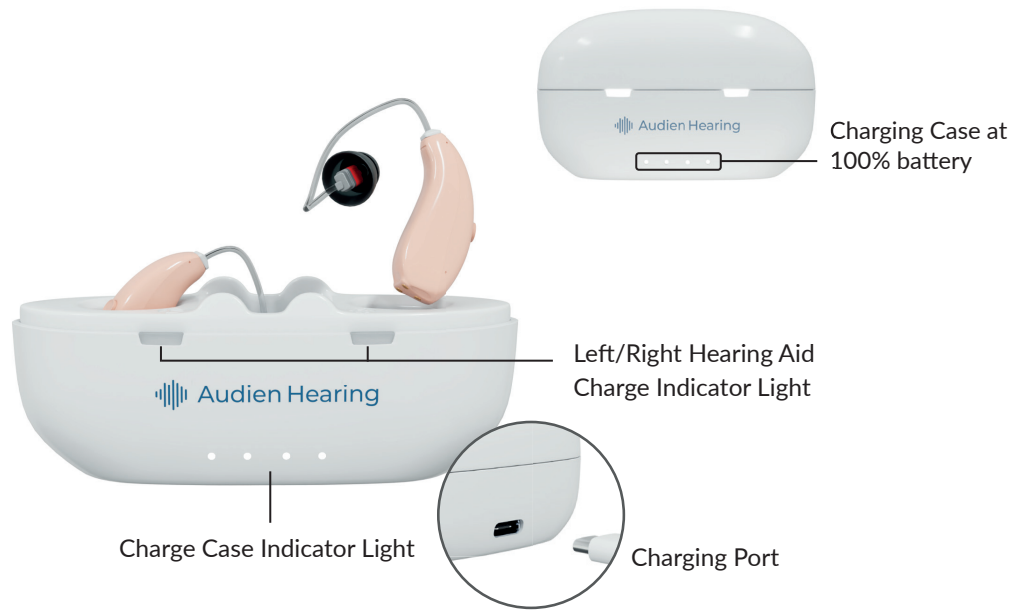 Audien Hearing
Charging Case at
100% battery
Left/Right Hearing Aid
Charge Indicator Light
Audien Hearing
Charge Case Indicator Light
Charging Port